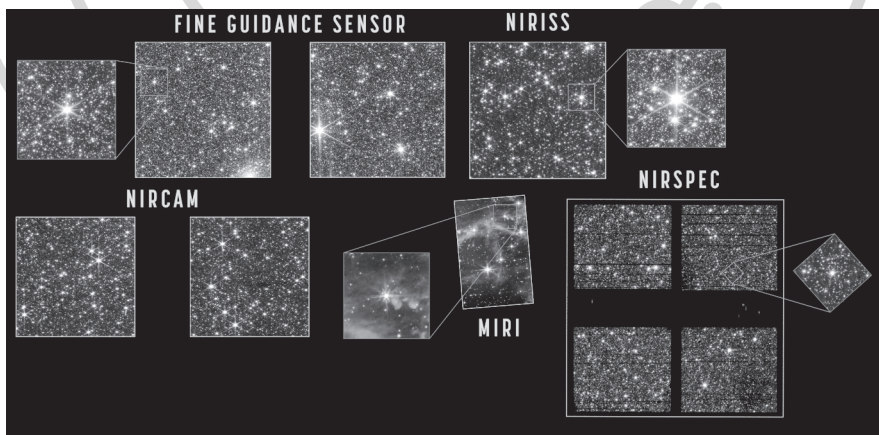 FINE GUIDANCE SENSOR
NIRISS
NIRCAM
NIRSPEC
MIRI